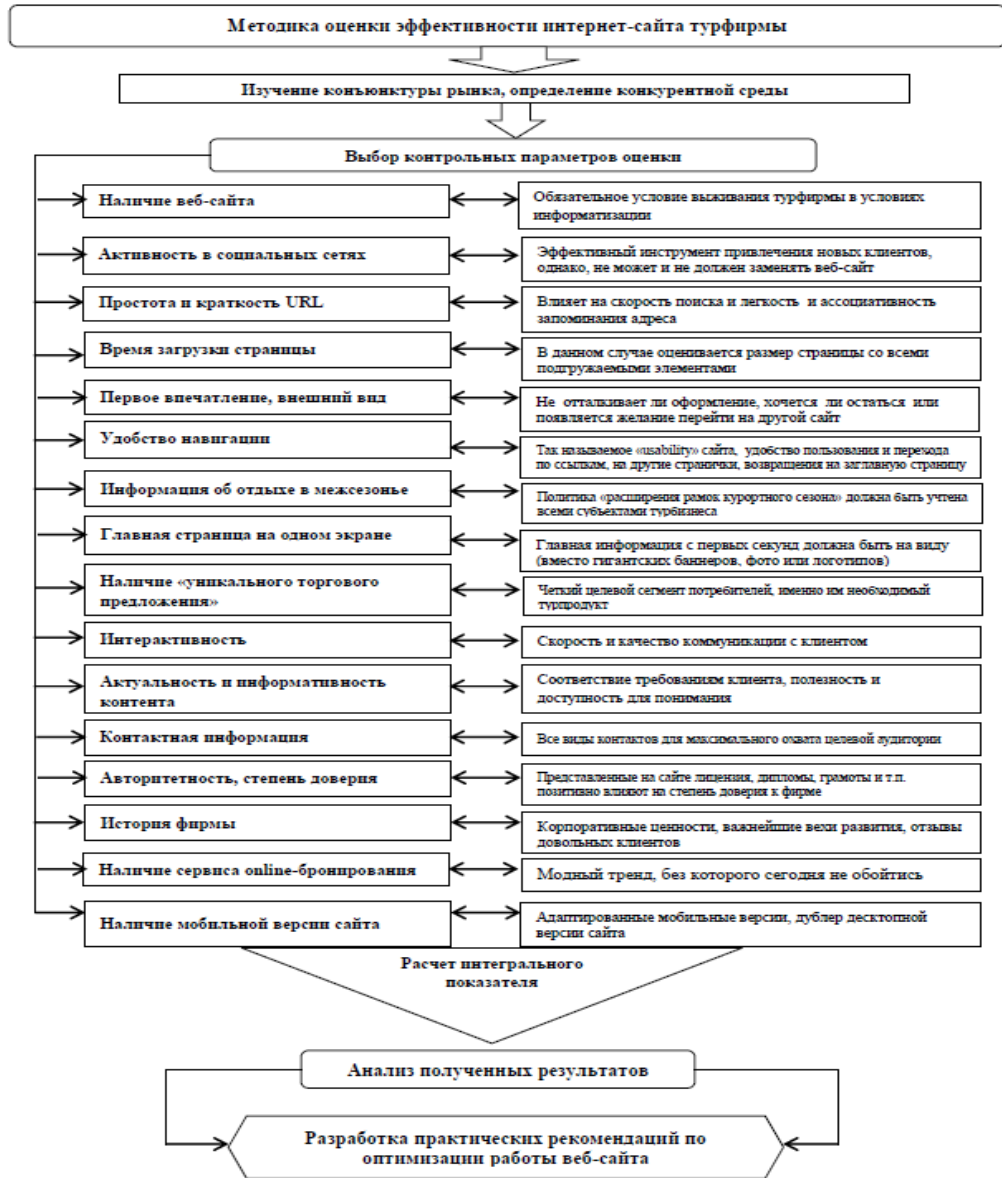 Методика оценки эффективности интернет-сайта турфирмы
Изучение конъюнктуры рынка, определение конкурентной среды
Выбор контрольных параметров оценки
Наличие веб-сайта
Обязательное условие выживания турфирмы в условиях
информатизации
Активность в социальных сетях
Эффективный инструмент привлечения новых клиентов,
однако, не может и не должен заменять веб-сайт
Простота и краткость URL
Влияет на скорость поиска и легкость и ассоциативность
запоминания адреса
Время загрузки страницы
В данном случае оценивается размер страницы со всеми
подгружаемыми элементами
Первое впечатление, внешний вид
Не отталкивает ли оформление, хочется ли остаться или
появляется желание перейти на другой сайт
Удобство навигации
Так называемое «usability» сайта, удобство пользования и перехода
по ссылкам, на другие странички, возвращения на заглавную страницу
Информация об отдыхе в межсезонье
Политика «расширения рамок курортного сезона» должна быть учтена
всеми субъектами турбизнеса
Главная страница на одном экране
Главная информация с первых секунд должна быть на виду
(вместо гигантских баннеров, фото или логотипов)
Наличие «уникального торгового
предложения»
Четкий целевой сегмент потребителей, именно им необходимый
турпродукт
Интерактивность
Скорость и качество коммуникации с клиентом
Актуальность и информативность
контента
Соответствие требованиям клиента, полезность и
доступность для понимания
Контактная информация
Все виды контактов для максимального охвата целевой аудитории
Авторитетность, степень доверия
Представленные на сайте лицензия, дипломы, грамоты и т.п.
позитивно влияют на степень доверия к фирме
История фирмы
Корпоративные ценности, важнейшие вехи развития, отзывы
довольных клиентов
Наличие сервиса online-бронирования
Модный тренд, без которого сегодня не обойтись
Наличие мобильной версии сайта
Адаптированные мобильные версии, дублер десктопной
версии сайта
Расчет интегрального
показателя
Анализ полученных результатов
Разработка практических рекомендаций по
оптимизации работы веб-сайта